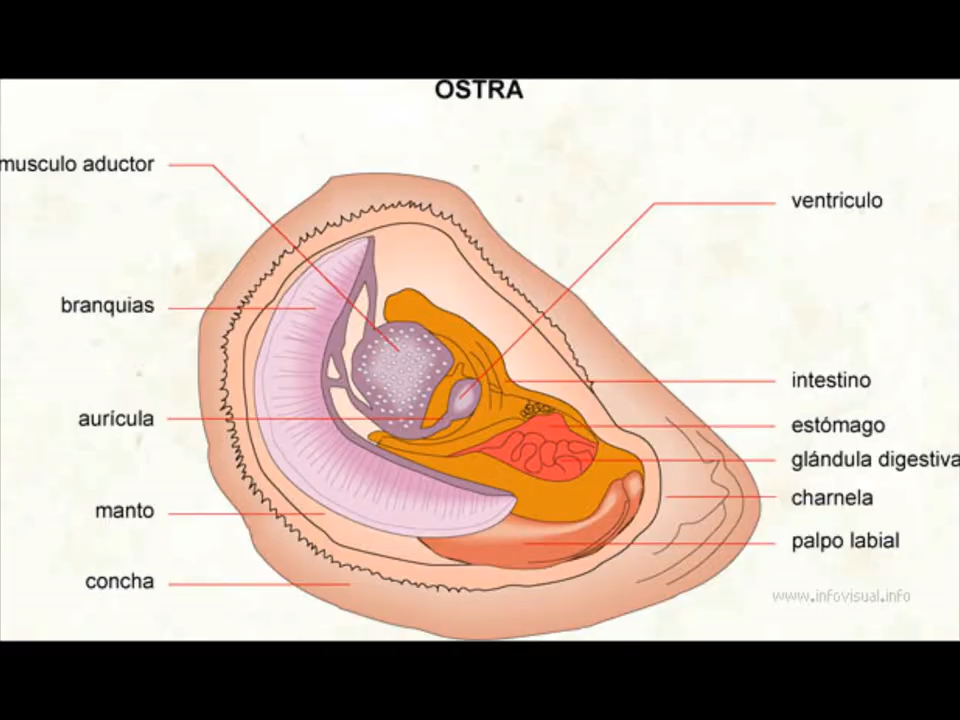 OSTRA
musculo aductor
branquias
aurícula
manto
concha
ventriculo
intestino
estómago
glándula digestiva
charnela
palpo labial
www.infovisual.info